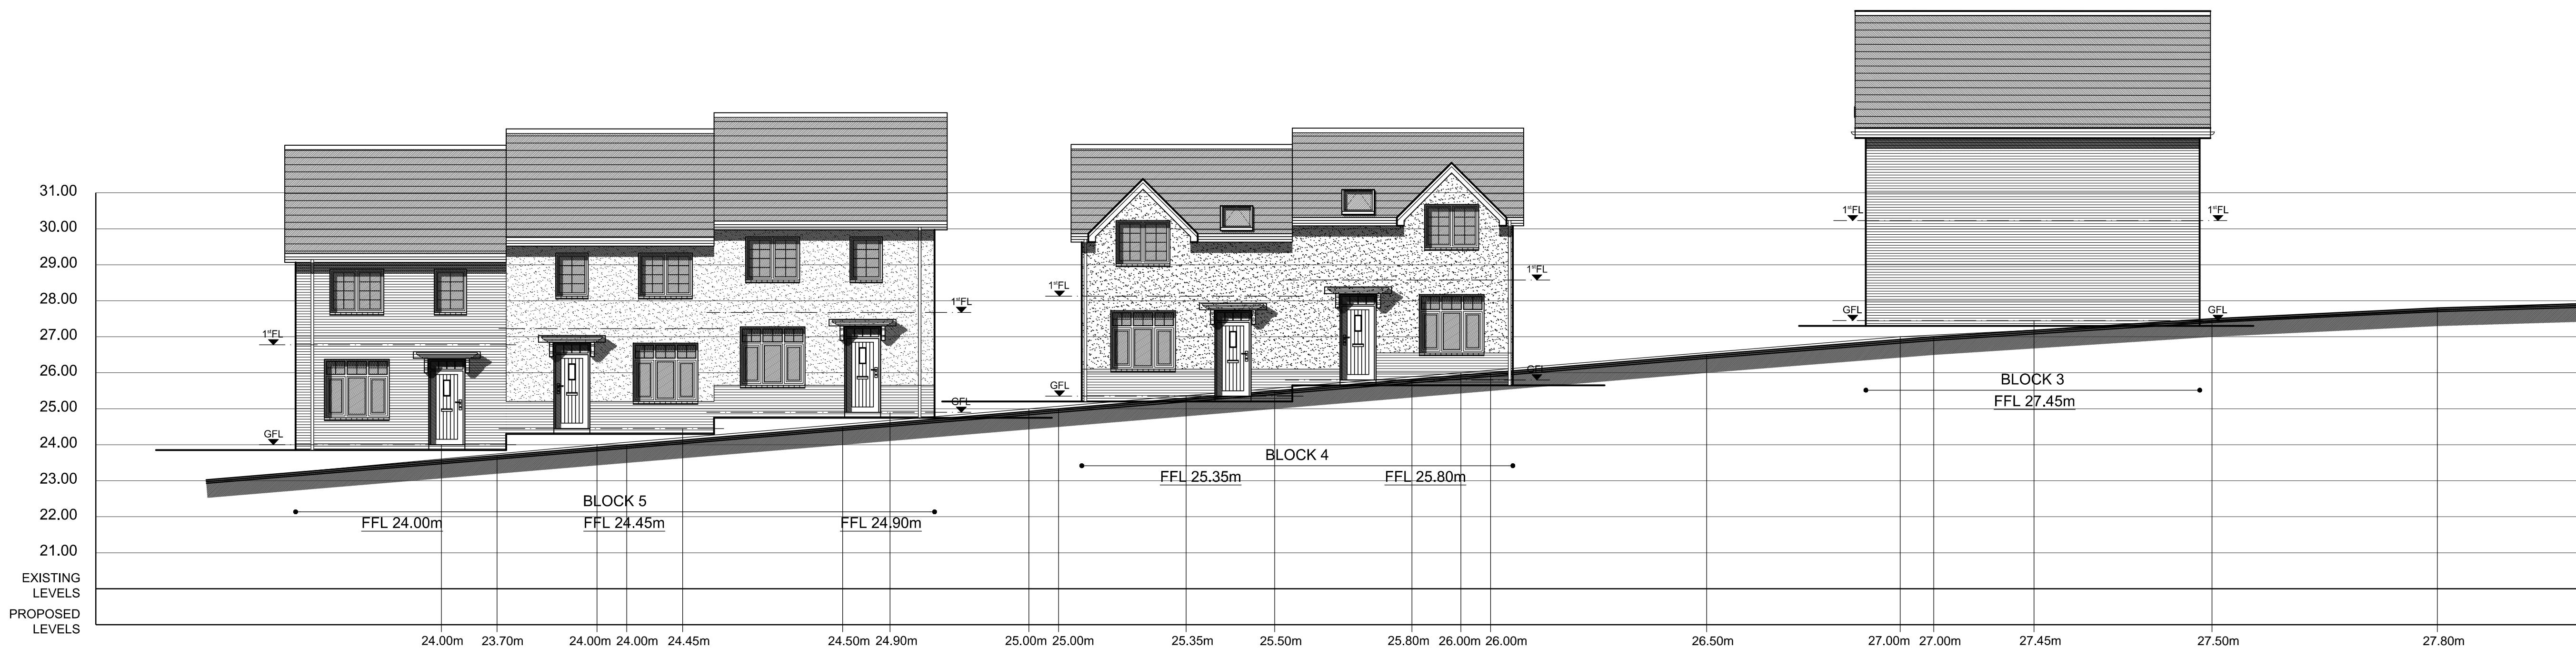 31.00
30.00
29.00
28.00
27.00
26.00
25.00
24.00
23.00
22.00
21.00
EXISTING
LEVELS
PROPOSED
LEVELS
1stFL
GFL
1stFL
GFL
BLOCK 5
FFL 24.00m
FFL 24.45m
FFL 24.90m
1stFL
GFL
1stFL
GFL
BLOCK 4
FFL 25.35m
FFL 25.80m
1stFL
GFL
1stFL
GFL
BLOCK 3
FFL 27.45m
24.00m 23.70m 24.00m 24.00m 24.45m 24.50m 24.90m 25.00m 25.00m 25.35m 25.50m 25.80m 26.00m 26.00m 26.50m 27.00m 27.00m 27.45m 27.50m 27.80m